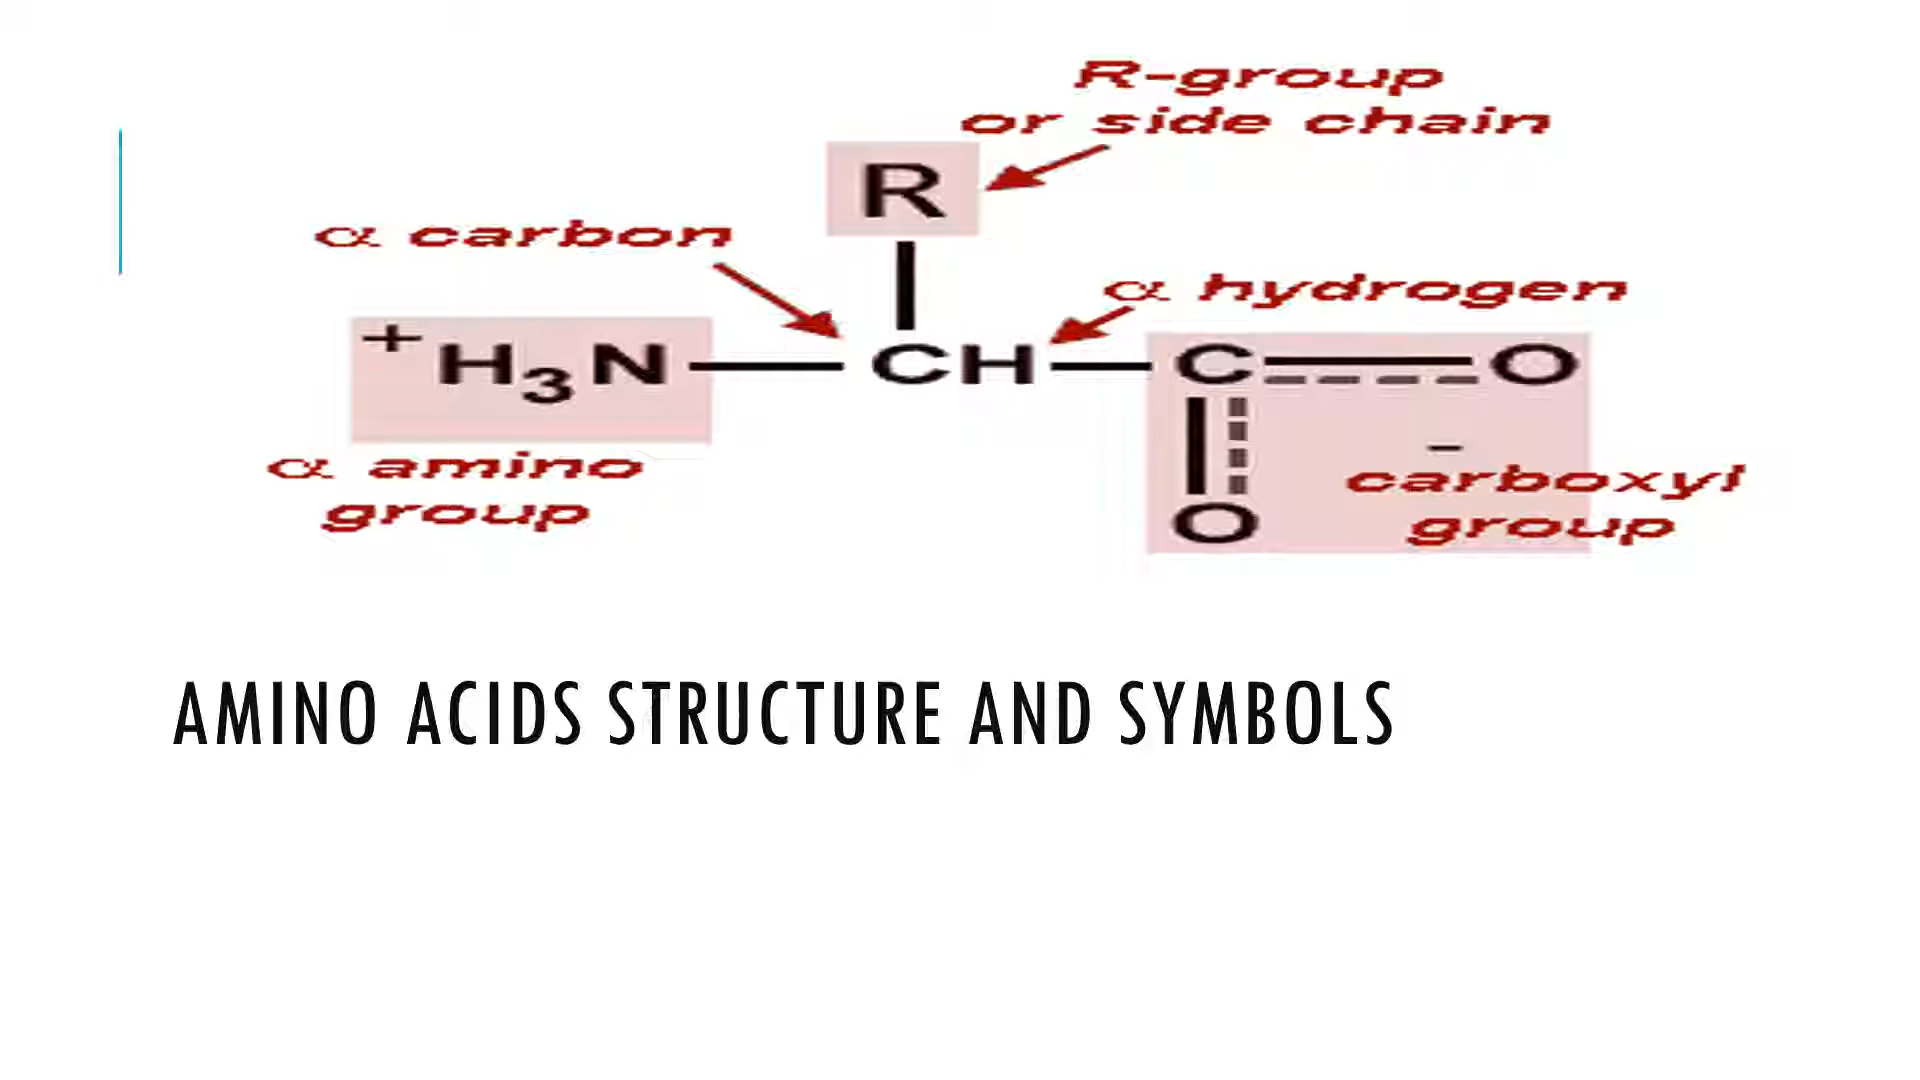 R-group
or side chain
R
α carbon
α hydrogen
+H3N CH C O
-
α amino
group
carboxyl
group
O
AMINO ACIDS STRUCTURE AND SYMBOLS